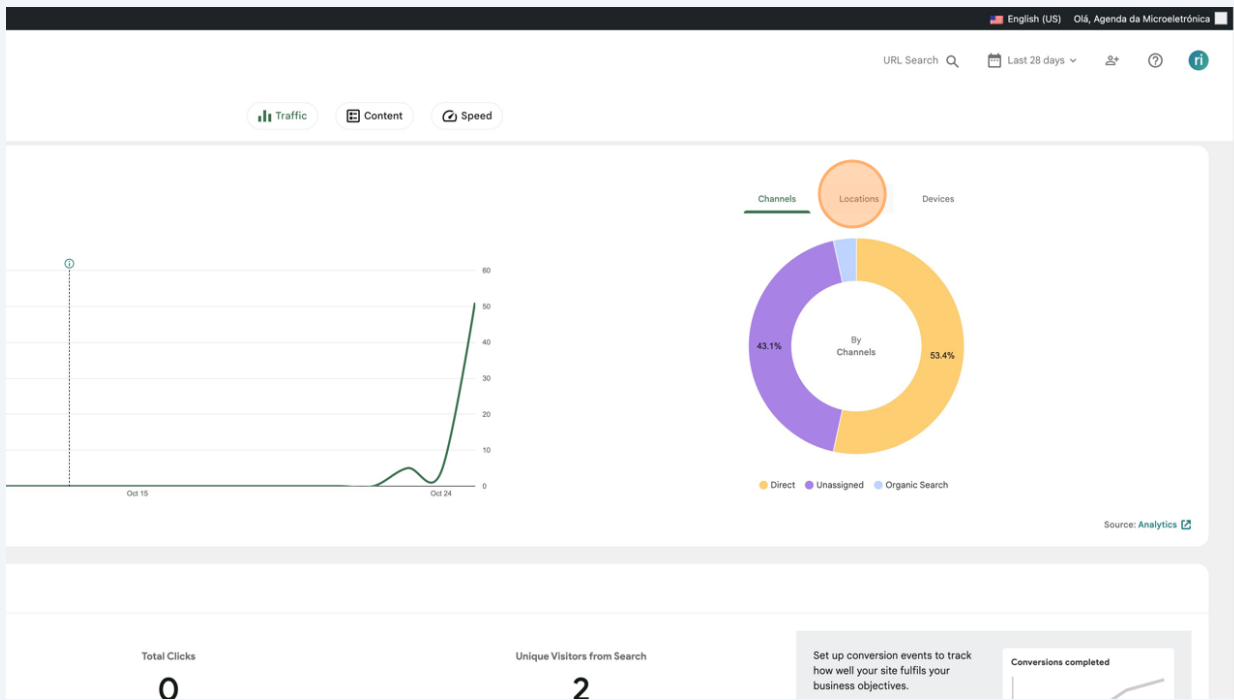 English (US) Olá, Agenda da Microeletrónica
URL Search Last 28 days ri
Traffic Content Speed
Channels Locations Devices
60
50
40
30
20
10
0
Oct 15 Oct 24
43.1%
By
Channels
53.4%
Direct Unassigned Organic Search
Source: Analytics
Total Clicks
0
Unique Visitors from Search
2
Set up conversion events to track
how well your site fulfils your
business objectives.
Conversions completed